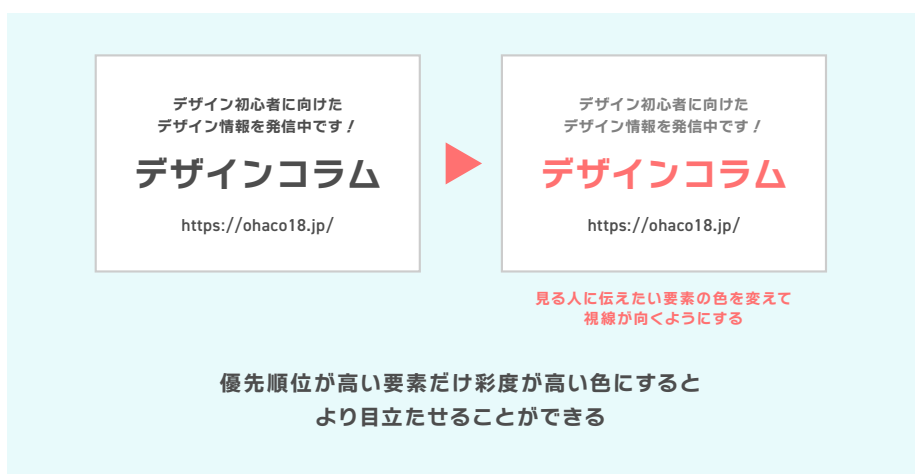 デザイン初心者に向けた
デザイン情報を発信中です！
デザインコラム
https://ohaco18.jp/
デザイン初心者に向けた
デザイン情報を発信中です！
デザインコラム
https://ohaco18.jp/
見る人に伝えたい要素の色を変えて
視線が向くようにする
優先順位が高い要素だけ彩度が高い色にすると
より目立たせることができる